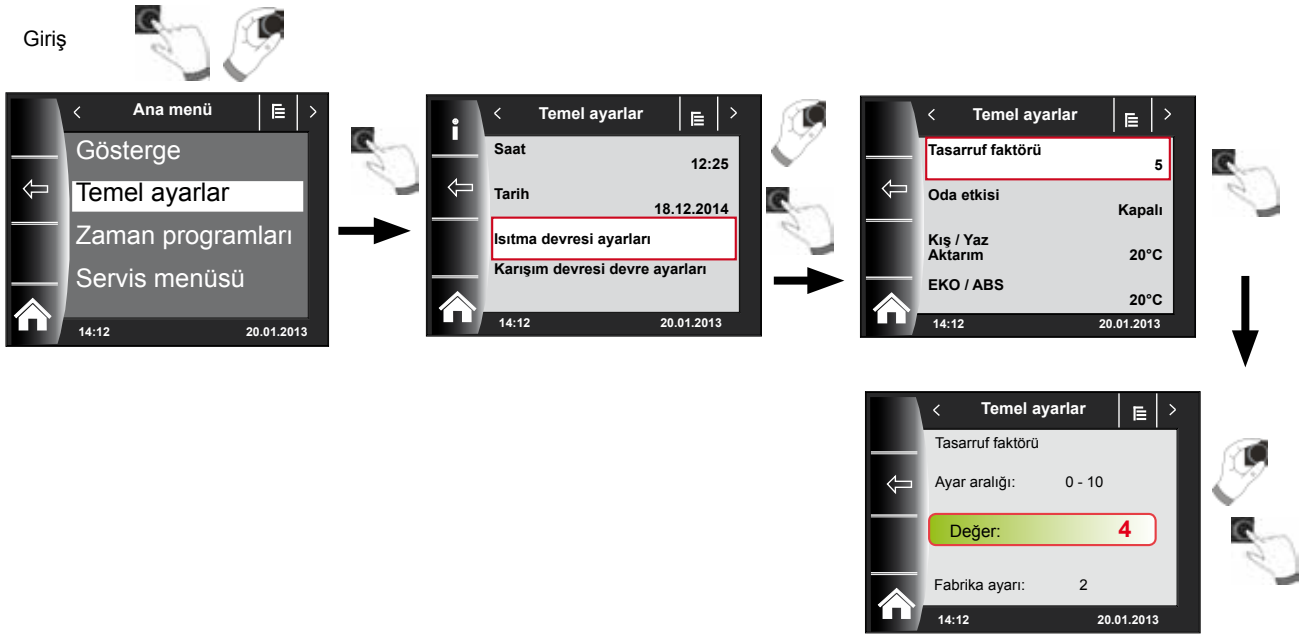 Giriş
Ana menü
Gösterge
Temel ayarlar
Zaman programları
Servis menüsü
14:12 20.01.2013
Temel ayarlar
Saat
12:25
Tarih
18.12.2014
Isıtma devresi ayarları
Karışım devresi devre ayarları
14:12 20.01.2013
Temel ayarlar
Tasarruf faktörü
5
Oda etkisi
Kapalı
Kış / Yaz
Aktarım 20°C
EKO / ABS
20°C
14:12 20.01.2013
Temel ayarlar
Tasarruf faktörü
Ayar aralığı: 0 - 10
Değer: 4
Fabrika ayarı: 2
14:12 20.01.2013